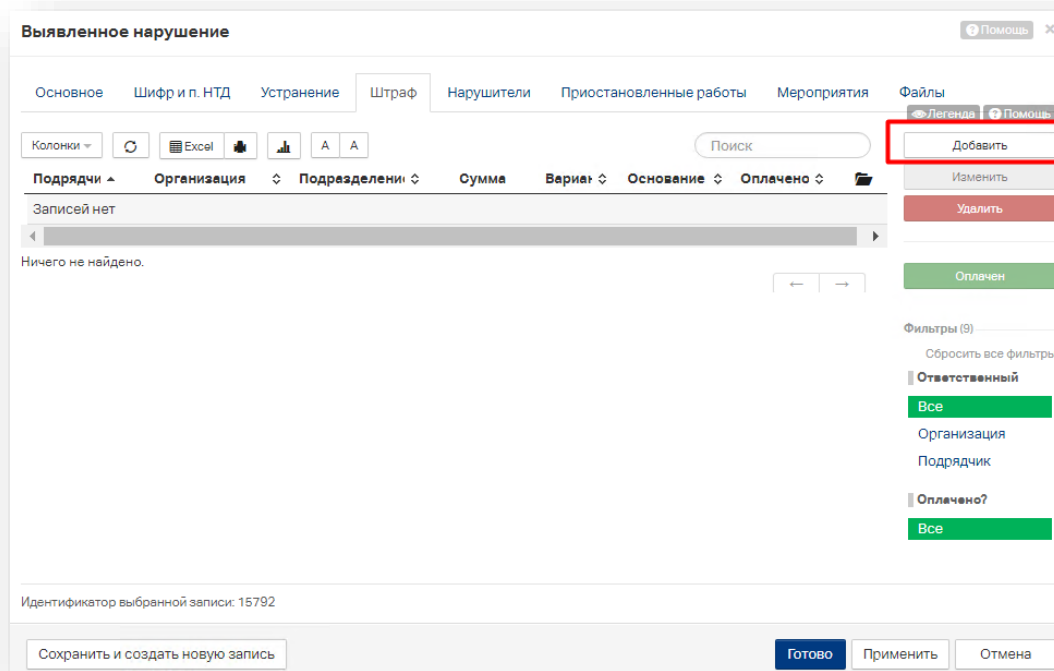 Выявленное нарушение
Помощь ×
Основное Шифр и п. НТД Устранение Штраф Нарушители Приостановленные работы Мероприятия Файлы
Легенда Помощь
Колонки Excel A A Поиск Добавить
Подрядчи Организация Подразделени Сумма Вариан Основание Оплачено Изменить
Записей нет Удалить
Ничего не найдено.
← → Оплачен
Фильтры (9)
Сбросить все фильтры
Ответственный
Все
Организация
Подрядчик
Оплачено?
Все
Идентификатор выбранной записи: 15792
Сохранить и создать новую запись Готово Применить Отмена